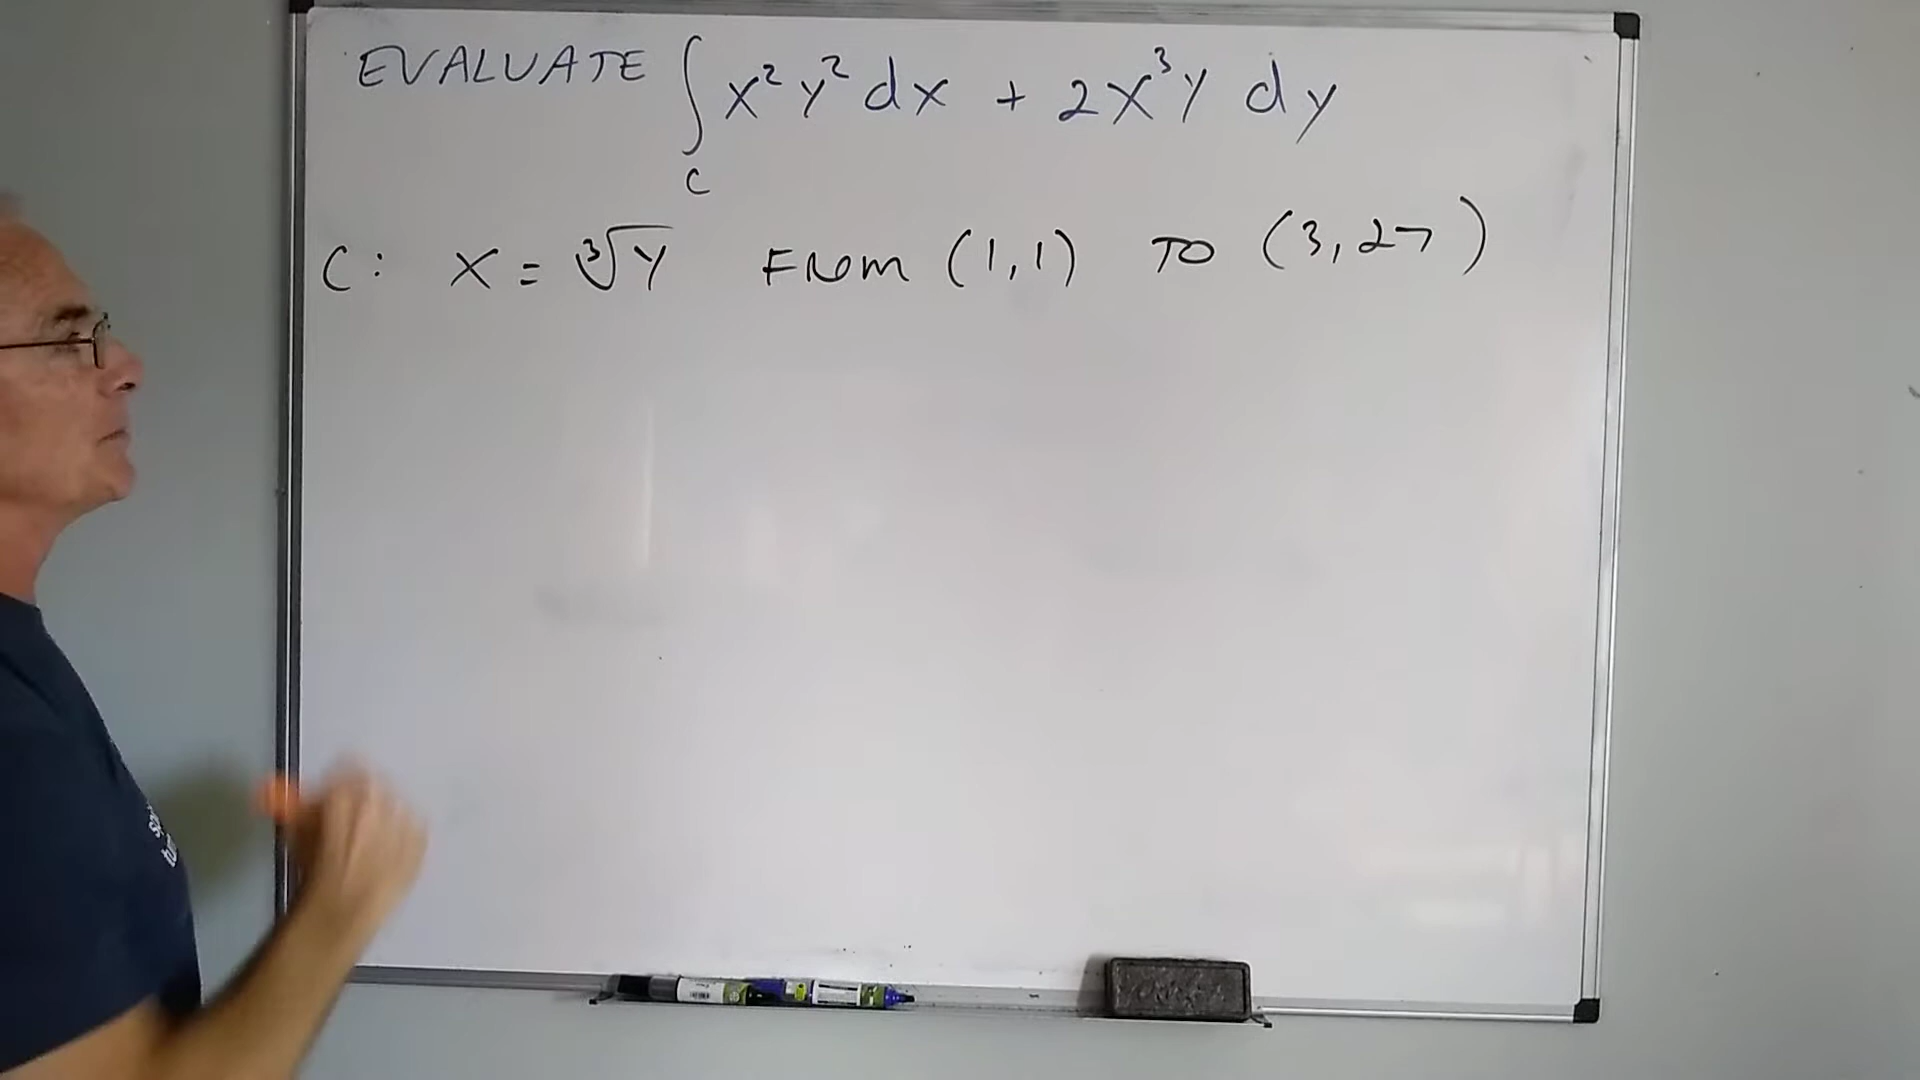 EVALUATE ∫_C x²y² dx + 2x³y dy
C: x = ∛y FROM (1,1) TO (3,27)